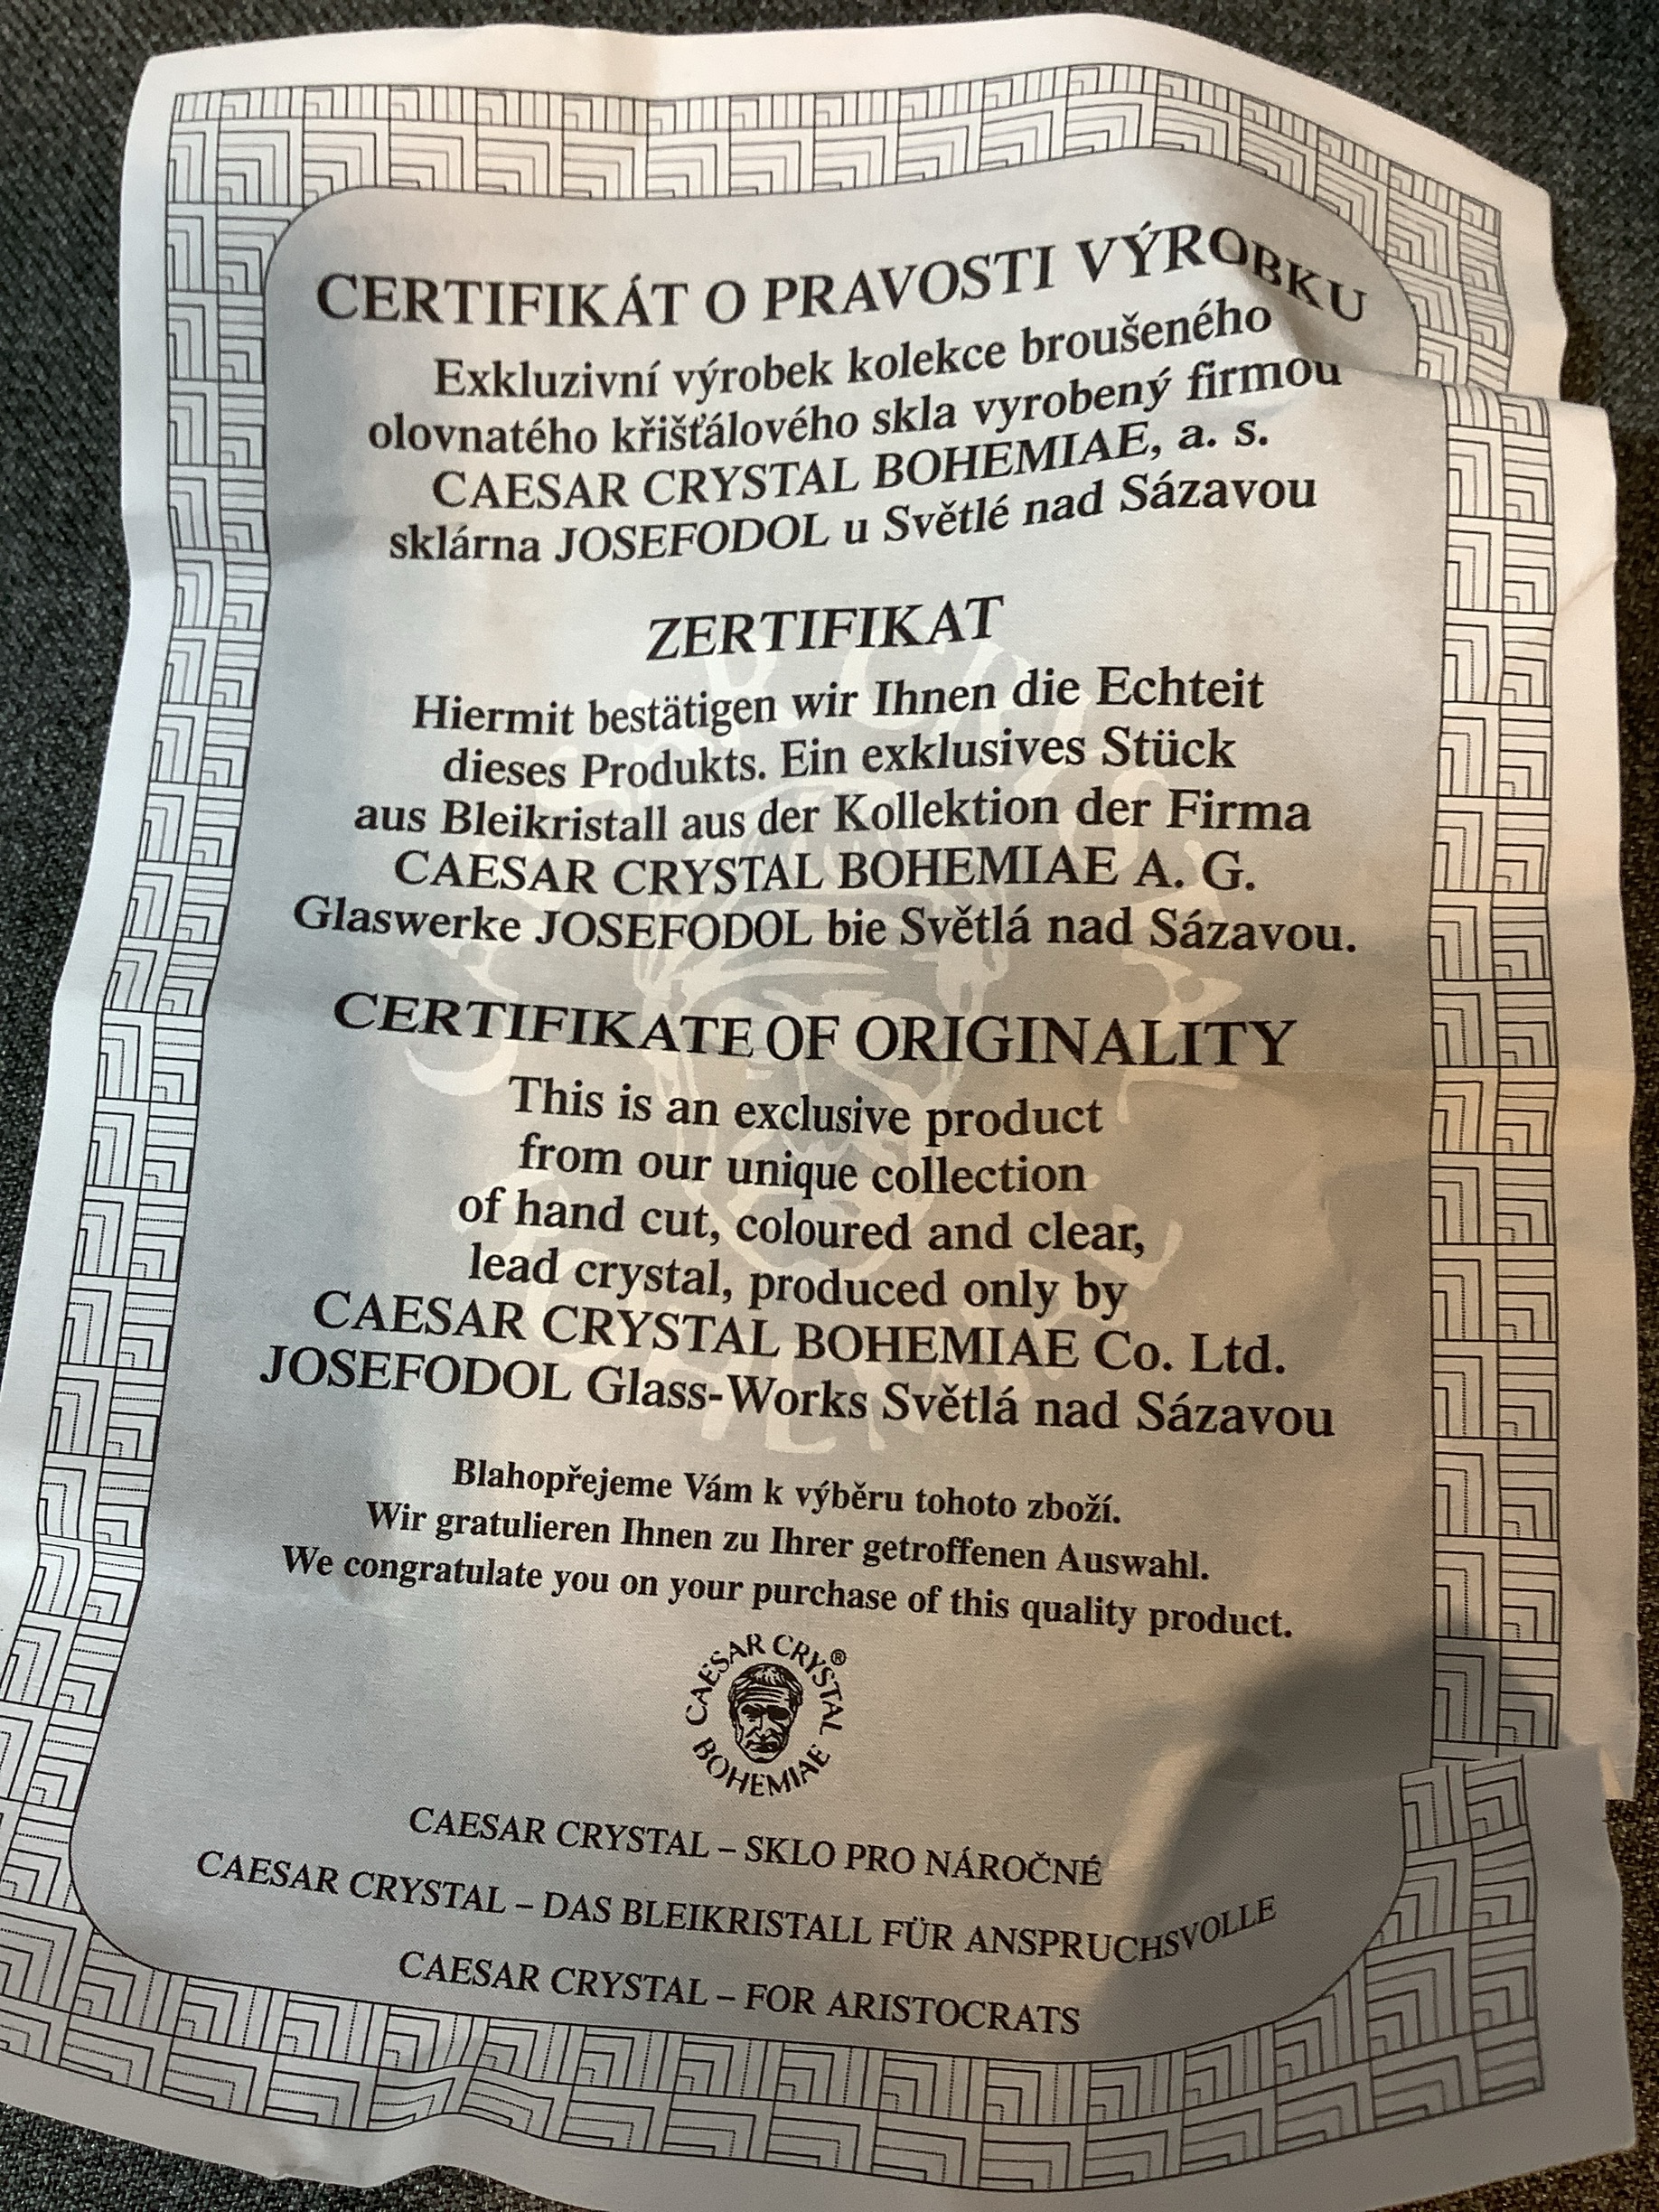 CERTIFIKÁT O PRAVOSTI VÝROBKU
Exkluzivní výrobek kolekce broušeného
olovnatého křišťálového skla vyrobený firmou
CAESAR CRYSTAL BOHEMIAE, a. s.
sklárna JOSEFODOL u Světlé nad Sázavou
ZERTIFIKAT
Hiermit bestätigen wir Ihnen die Echteit
dieses Produkts. Ein exklusives Stück
aus Bleikristall aus der Kollektion der Firma
CAESAR CRYSTAL BOHEMIAE A. G.
Glaswerke JOSEFODOL bie Světlá nad Sázavou.
CERTIFIKATE OF ORIGINALITY
This is an exclusive product
from our unique collection
of hand cut, coloured and clear,
lead crystal, produced only by
CAESAR CRYSTAL BOHEMIAE Co. Ltd.
JOSEFODOL Glass-Works Světlá nad Sázavou
Blahopřejeme Vám k výběru tohoto zboží.
Wir gratulieren Ihnen zu Ihrer getroffenen Auswahl.
We congratulate you on your purchase of this quality product.
CAESAR CRYSTAL ®
BOHEMIAE
CAESAR CRYSTAL – SKLO PRO NÁROČNÉ
CAESAR CRYSTAL – DAS BLEIKRISTALL FÜR ANSPRUCHSVOLLE
CAESAR CRYSTAL – FOR ARISTOCRATS